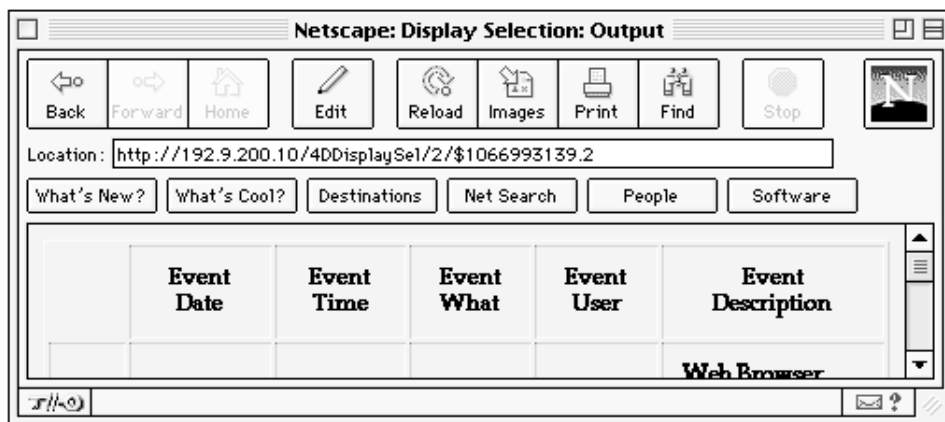 Netscape: Display Selection: Output
Back Forward Home Edit Reload Images Print Find Stop N
Location: http://192.9.200.10/4DDisplaySel/2/$1066993139.2
What's New? What's Cool? Destinations Net Search People Software
Event Event Event Event Event
Date Time What User Description
Web Browser
?